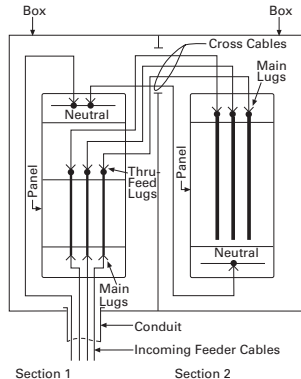 Box
Box
Cross Cables
Main
Lugs
Neutral
Panel
Thru-
Feed
Lugs
Panel
Neutral
Main
Lugs
Conduit
Incoming Feeder Cables
Section 1
Section 2